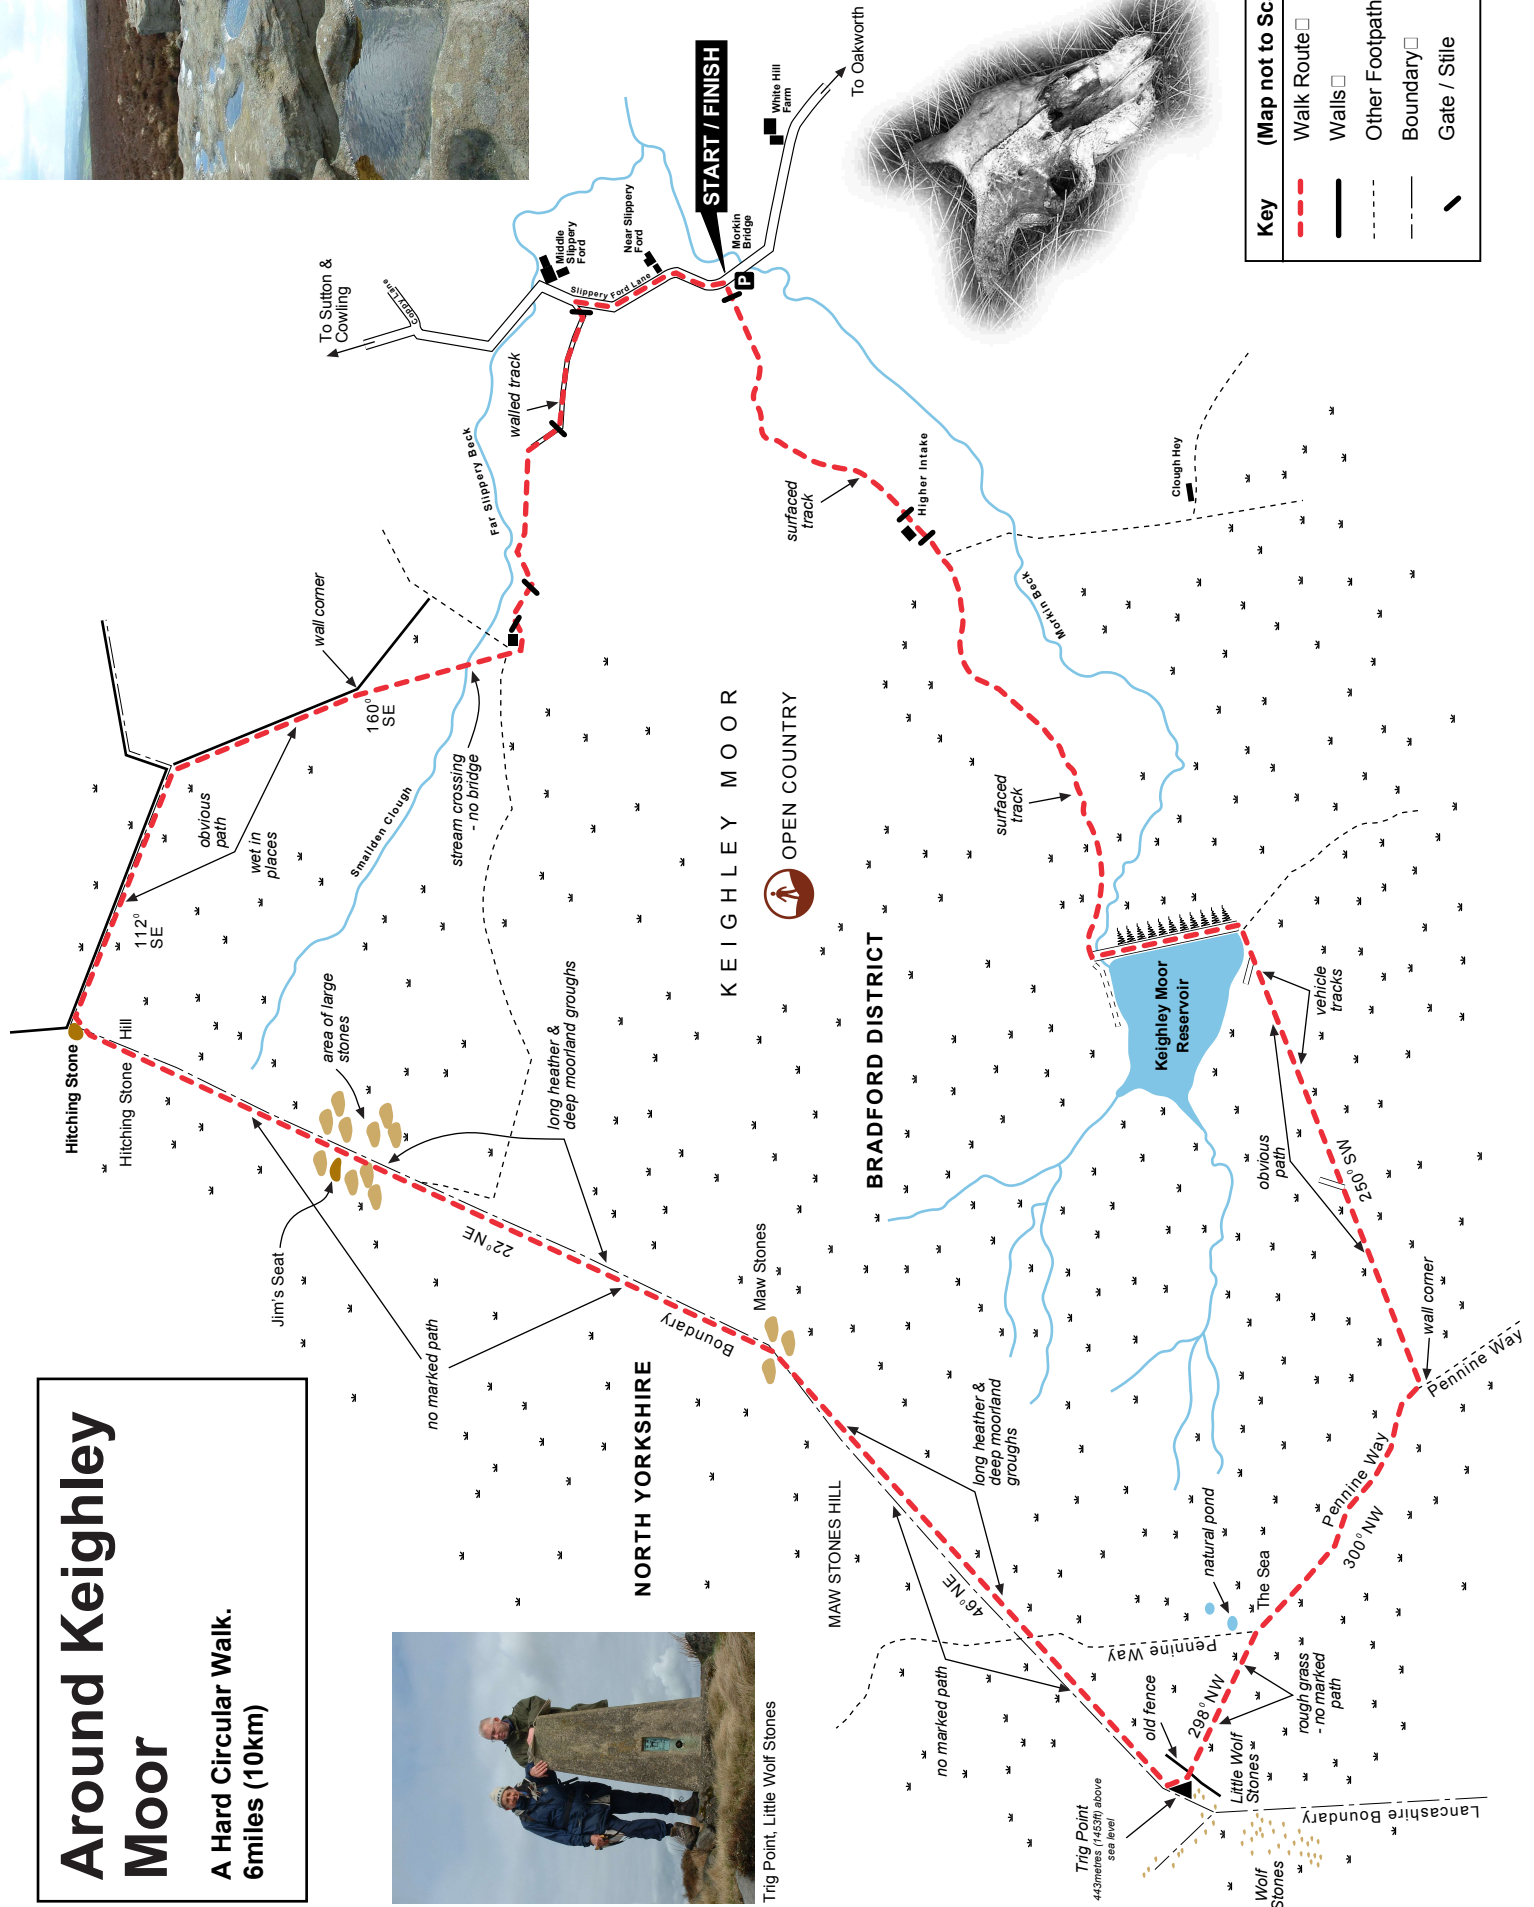 Around Keighley
Moor
A Hard Circular Walk.
6miles (10km)
Trig Point, Little Wolf Stones
Hitching Stone
Hitching Stone Hill
112° SE
obvious
path
wet in
places
160°
SE
wall corner
To Sutton &
Cowling
Coppy Lane
Middle
Slippery
Ford
Near Slippery
Ford
Slippery Ford Lane
START / FINISH
Morkin
Bridge
P
White Hill
Farm
To Oakworth
walled track
Far Slippery Beck
Smallden Clough
stream crossing
- no bridge
area of large
stones
Jim's Seat
long heather &
deep moorland groughs
22° NE
no marked path
Boundary
Maw Stones
NORTH YORKSHIRE
KEIGHLEY MOOR
OPEN COUNTRY
BRADFORD DISTRICT
surfaced
track
Higher Intake
Clough Hey
Morkin Beck
surfaced
track
Keighley Moor
Reservoir
vehicle
tracks
obvious
path
250° SW
wall corner
Pennine Way
Pennine Way
300° NW
MAW STONES HILL
long heather &
deep moorland
groughs
46° NE
no marked path
natural pond
The Sea
Pennine Way
old fence
298° NW
rough grass
- no marked
path
Little Wolf
Stones
Trig Point
443metres (1453ft) above
sea level
Wolf
Stones
Lancashire Boundary
Key (Map not to Sc
Walk Route
Walls
Other Footpath
Boundary
Gate / Stile